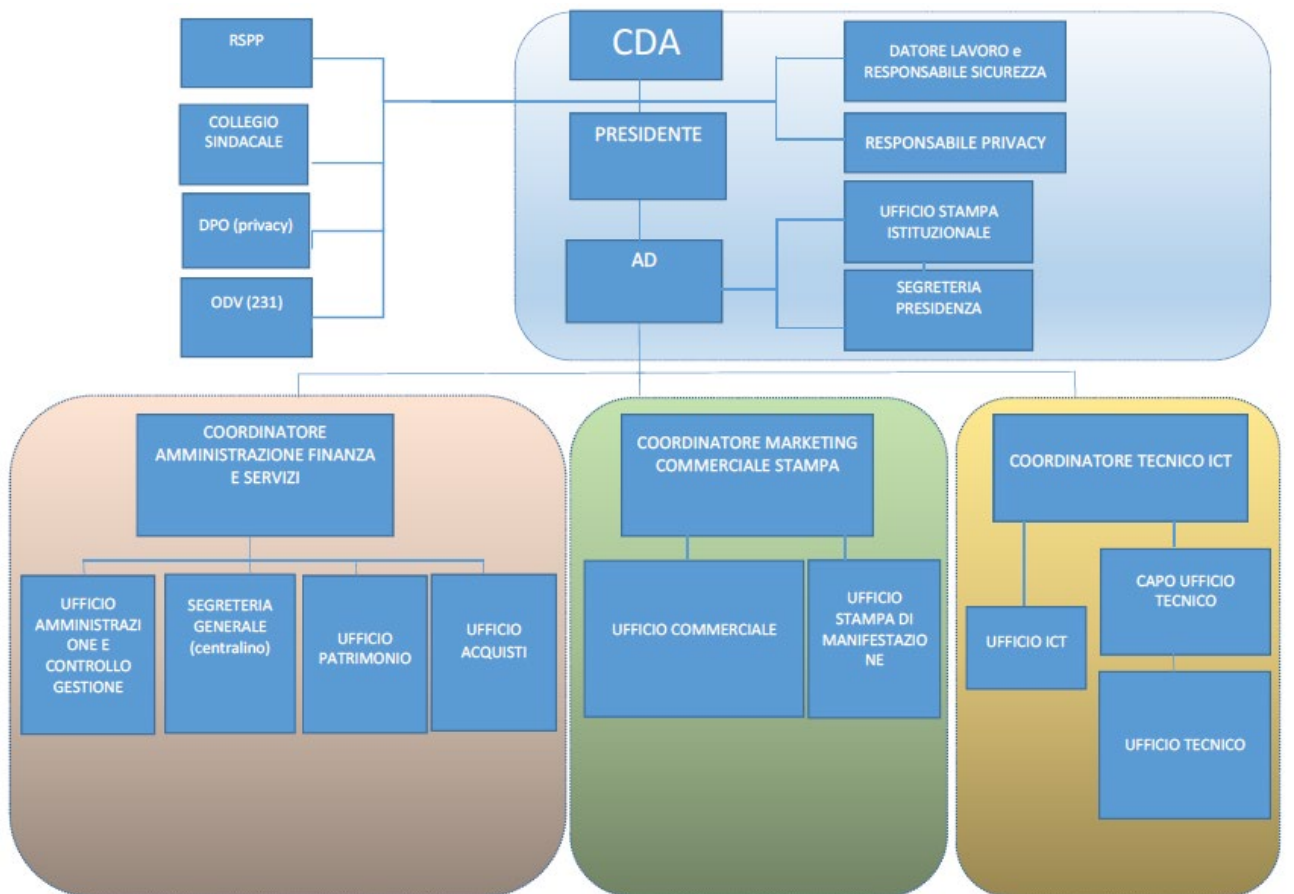 RSPP
COLLEGIO
SINDACALE
DPO (privacy)
ODV (231)
CDA
PRESIDENTE
AD
DATORE LAVORO e
RESPONSABILE SICUREZZA
RESPONSABILE PRIVACY
UFFICIO STAMPA
ISTITUZIONALE
SEGRETERIA
PRESIDENZA
COORDINATORE
AMMINISTRAZIONE FINANZA
E SERVIZI
UFFICIO
AMMINISTRAZI
ONE E
CONTROLLO
GESTIONE
SEGRETERIA
GENERALE
(centralino)
UFFICIO
PATRIMONIO
UFFICIO
ACQUISTI
COORDINATORE MARKETING
COMMERCIALE STAMPA
UFFICIO COMMERCIALE
UFFICIO
STAMPA DI
MANIFESTAZIO
NE
COORDINATORE TECNICO ICT
UFFICIO ICT
CAPO UFFICIO
TECNICO
UFFICIO TECNICO